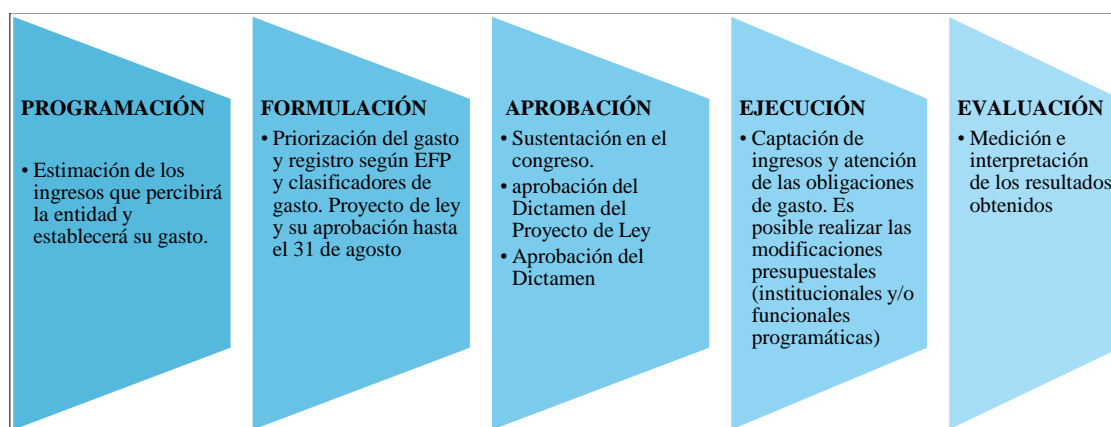 PROGRAMACIÓN
• Estimación de los
ingresos que percibirá
la entidad y
establecerá su gasto.
FORMULACIÓN
• Priorización del gasto
y registro según EFP
y clasificadores de
gasto. Proyecto de ley
y su aprobación hasta
el 31 de agosto
APROBACIÓN
• Sustentación en el
congreso.
• aprobación del
Dictamen del
Proyecto de Ley
• Aprobación del
Dictamen
EJECUCIÓN
• Captación de
ingresos y atención
de las obligaciones
de gasto. Es
posible realizar las
modificaciones
presupuestales
(institucionales y/o
funcionales
programáticas)
EVALUACIÓN
• Medición e
interpretación
de los resultados
obtenidos